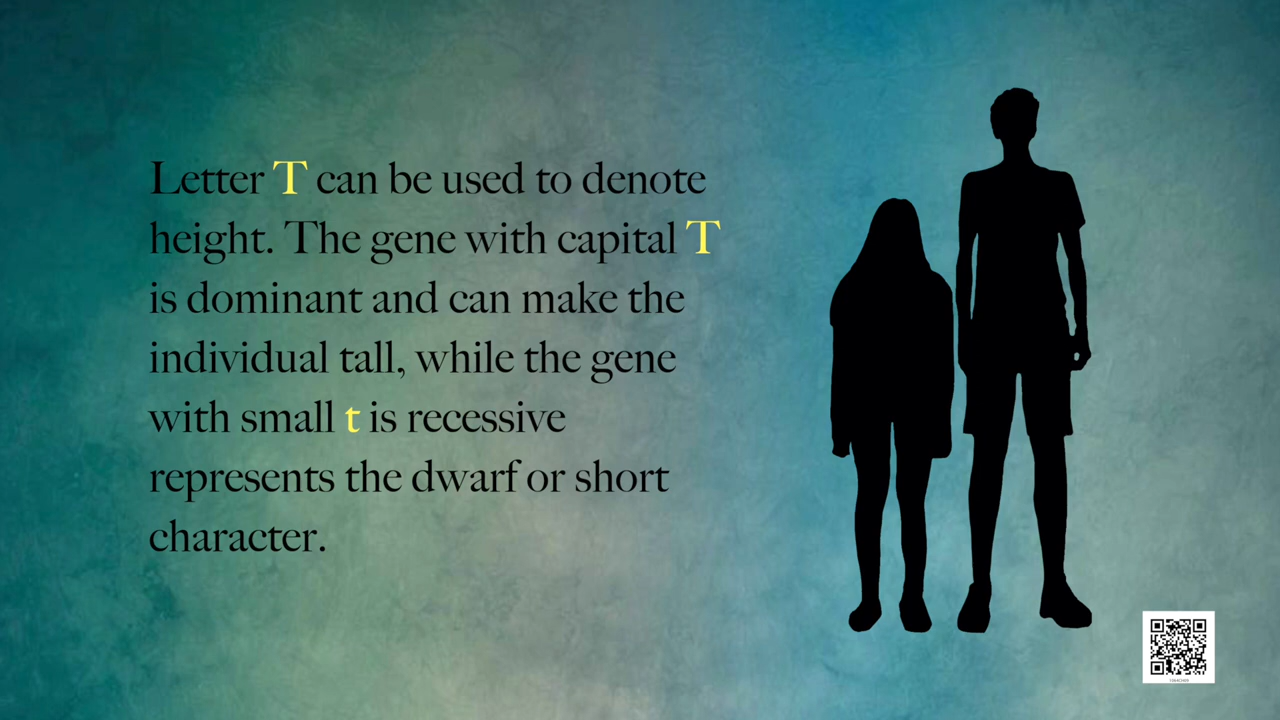 Letter T can be used to denote
height. The gene with capital T
is dominant and can make the
individual tall, while the gene
with small t is recessive
represents the dwarf or short
character.